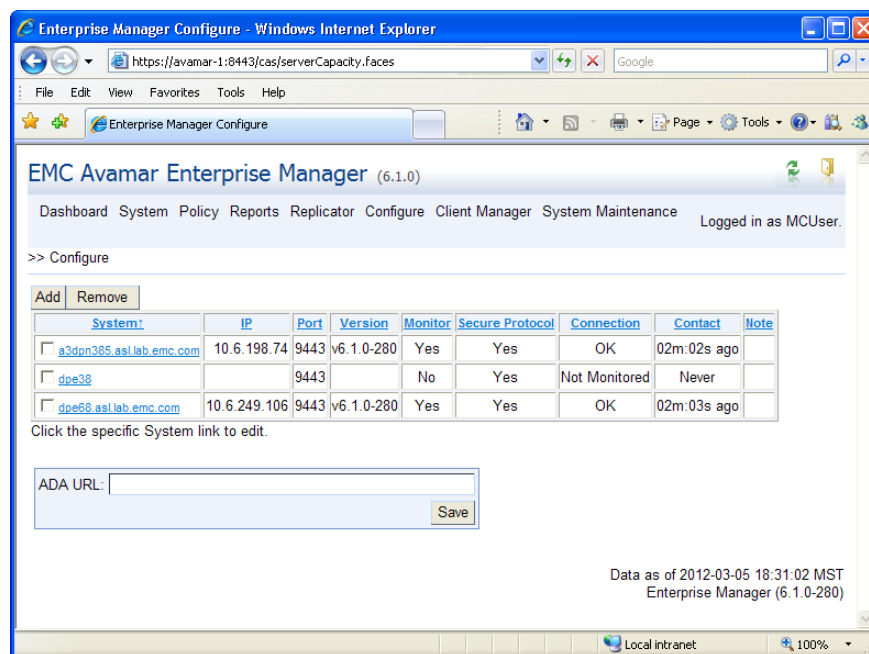 Enterprise Manager Configure - Windows Internet Explorer
https://avamar-1:8443/cas/serverCapacity.faces
Google
File Edit View Favorites Tools Help
Enterprise Manager Configure
Page Tools
EMC Avamar Enterprise Manager (6.1.0)
Dashboard System Policy Reports Replicator Configure Client Manager System Maintenance
Logged in as MCUser.
>> Configure
Add Remove
System↑ IP Port Version Monitor Secure Protocol Connection Contact Note
a3dpn385.asl.lab.emc.com 10.6.198.74 9443 v6.1.0-280 Yes Yes OK 02m:02s ago
dpe38 9443 No Yes Not Monitored Never
dpe68.asl.lab.emc.com 10.6.249.106 9443 v6.1.0-280 Yes Yes OK 02m:03s ago
Click the specific System link to edit.
ADA URL:
Save
Data as of 2012-03-05 18:31:02 MST
Enterprise Manager (6.1.0-280)
Local intranet 100%